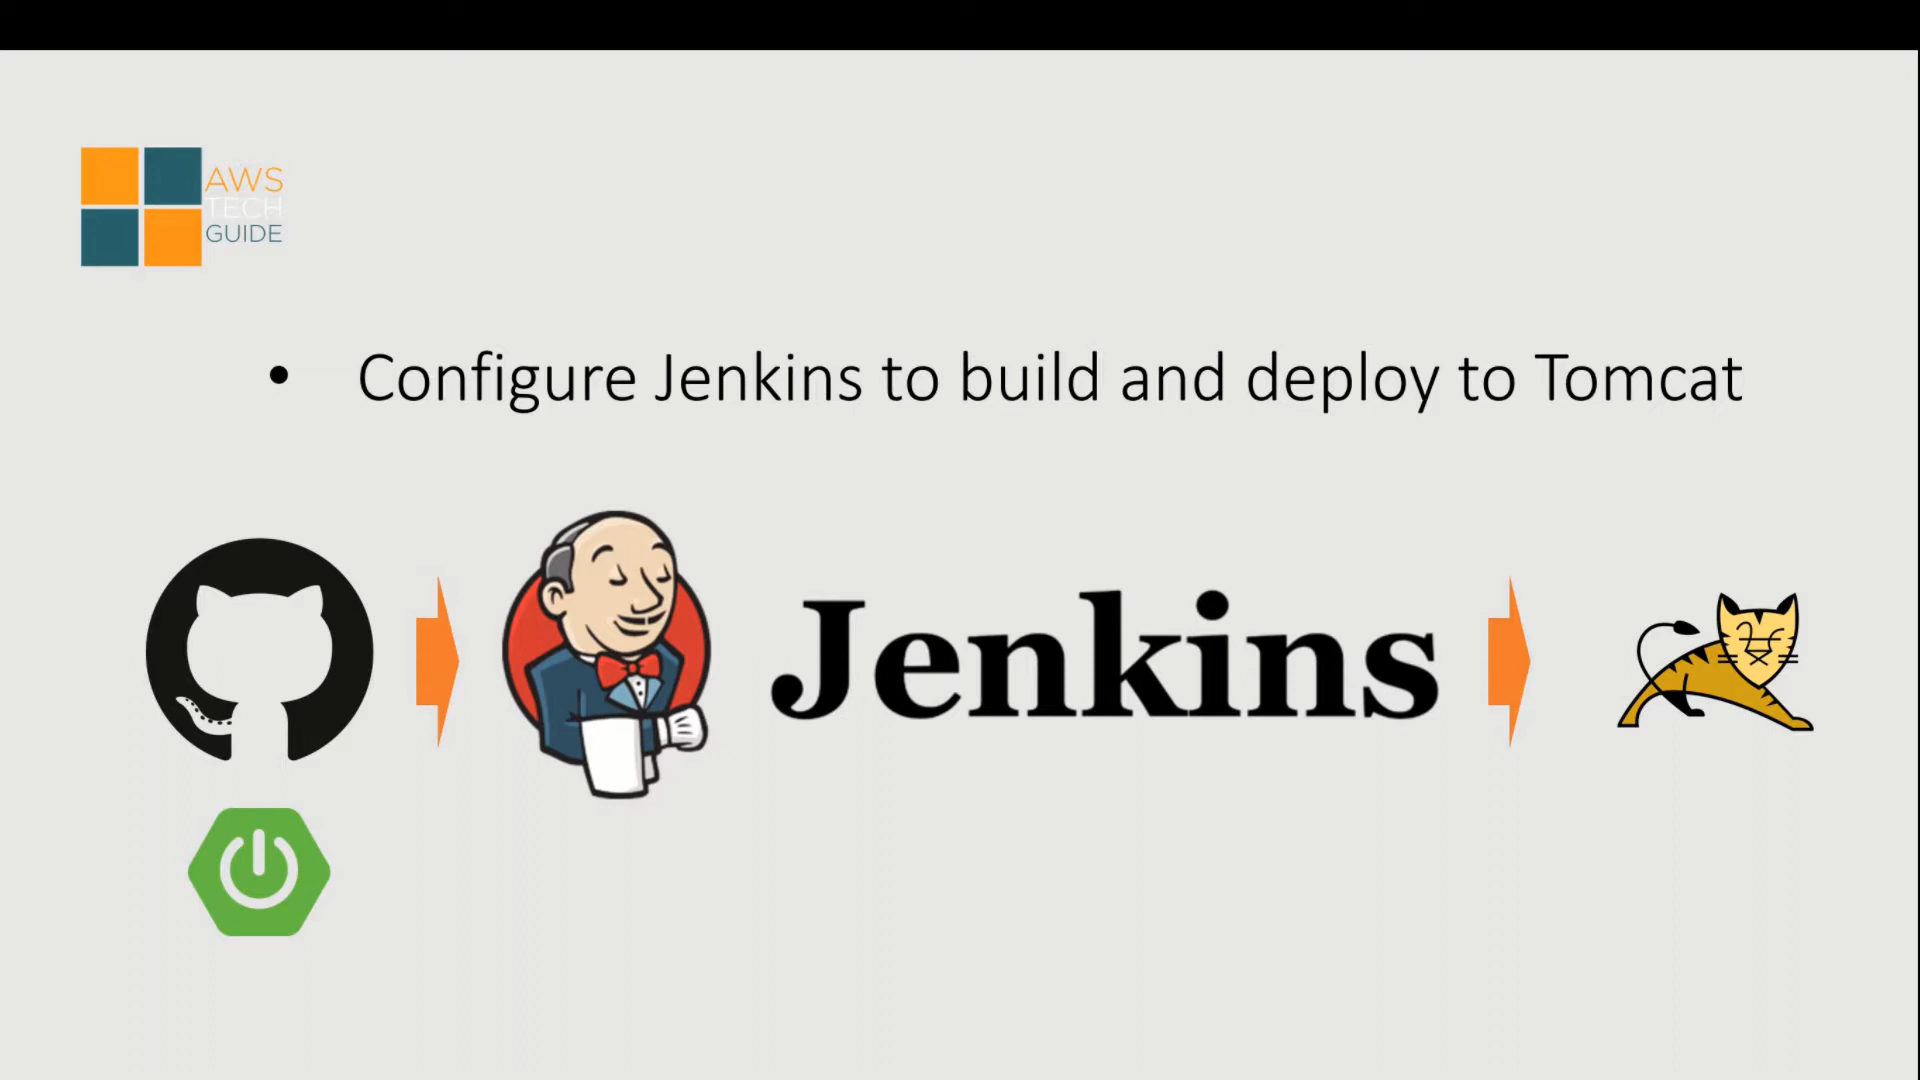 AWS
TECH
GUIDE
• Configure Jenkins to build and deploy to Tomcat
Jenkins